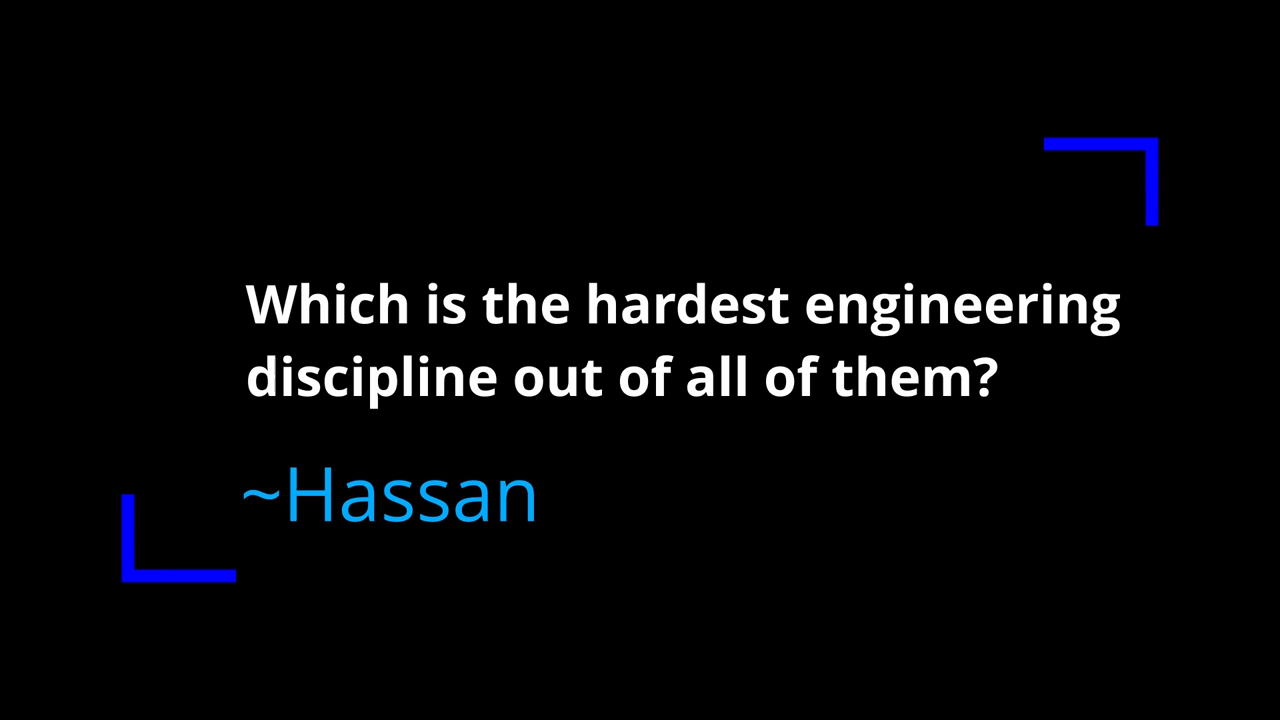 Which is the hardest engineering
discipline out of all of them?
~Hassan